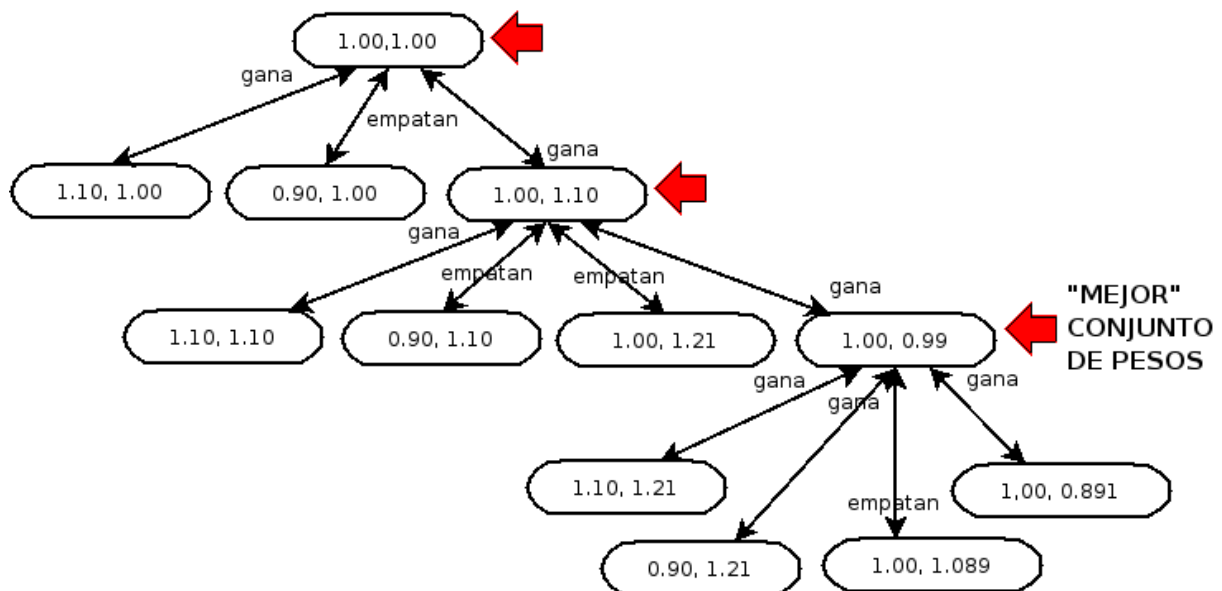 1.00,1.00
gana
empatan
gana
1.10, 1.00
0.90, 1.00
1.00, 1.10
gana
empatan
empatan
gana
1.10, 1.10
0.90, 1.10
1.00, 1.21
1.00, 0.99
"MEJOR"
CONJUNTO
DE PESOS
gana
gana
gana
1.10, 1.21
empatan
1,00, 0.891
0.90, 1.21
1.00, 1.089